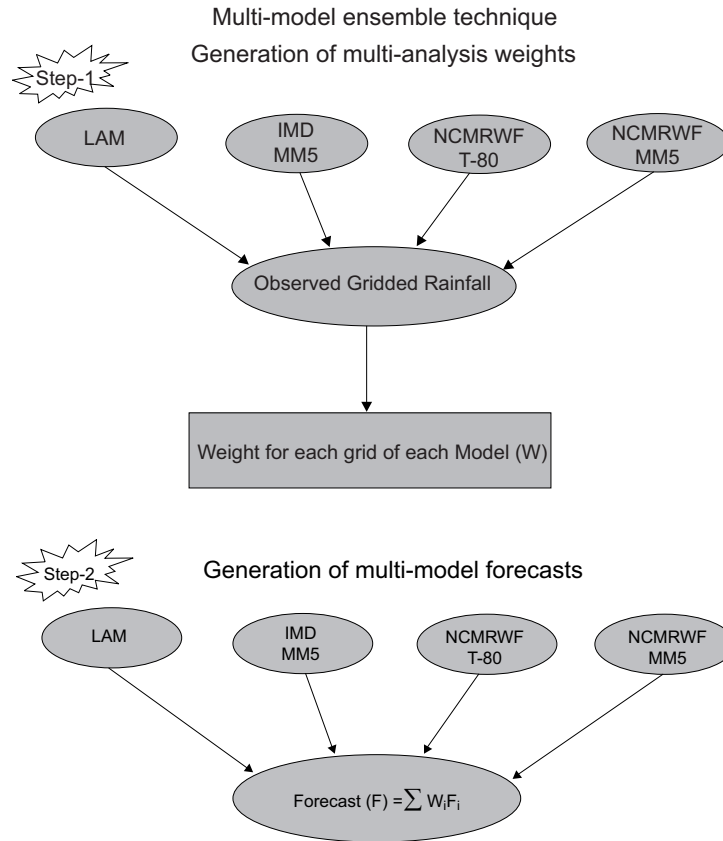 Multi-model ensemble technique
Generation of multi-analysis weights
Step-1
LAM
IMD
MM5
NCMRWF
T-80
NCMRWF
MM5
Observed Gridded Rainfall
Weight for each grid of each Model (W)
Step-2
Generation of multi-model forecasts
LAM
IMD
MM5
NCMRWF
T-80
NCMRWF
MM5
Forecast (F) = ∑ WᵢFᵢ